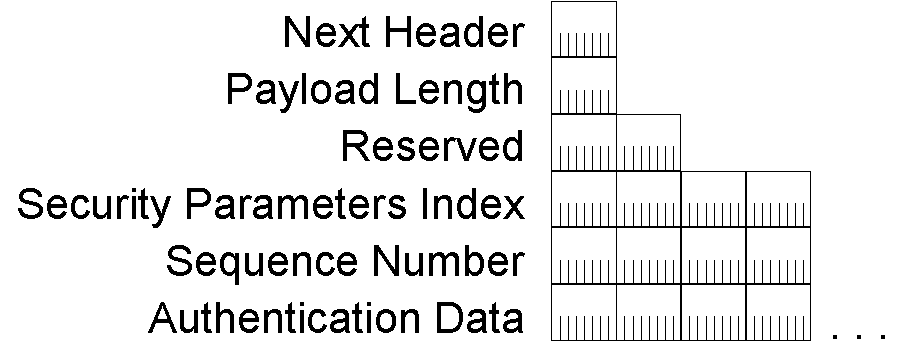 Next Header
Payload Length
Reserved
Security Parameters Index
Sequence Number
Authentication Data . . .